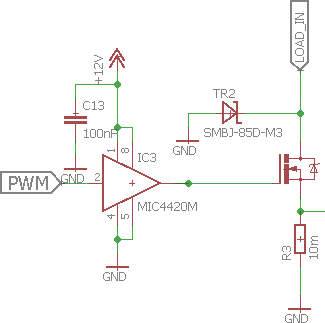 LOAD_IN
+12V
TR2
C13
SMBJ-85D-M3
100nF
GND
1
8
IC3
GND
PWM
2
MIC4420M
4
5
R3
10m
GND
GND